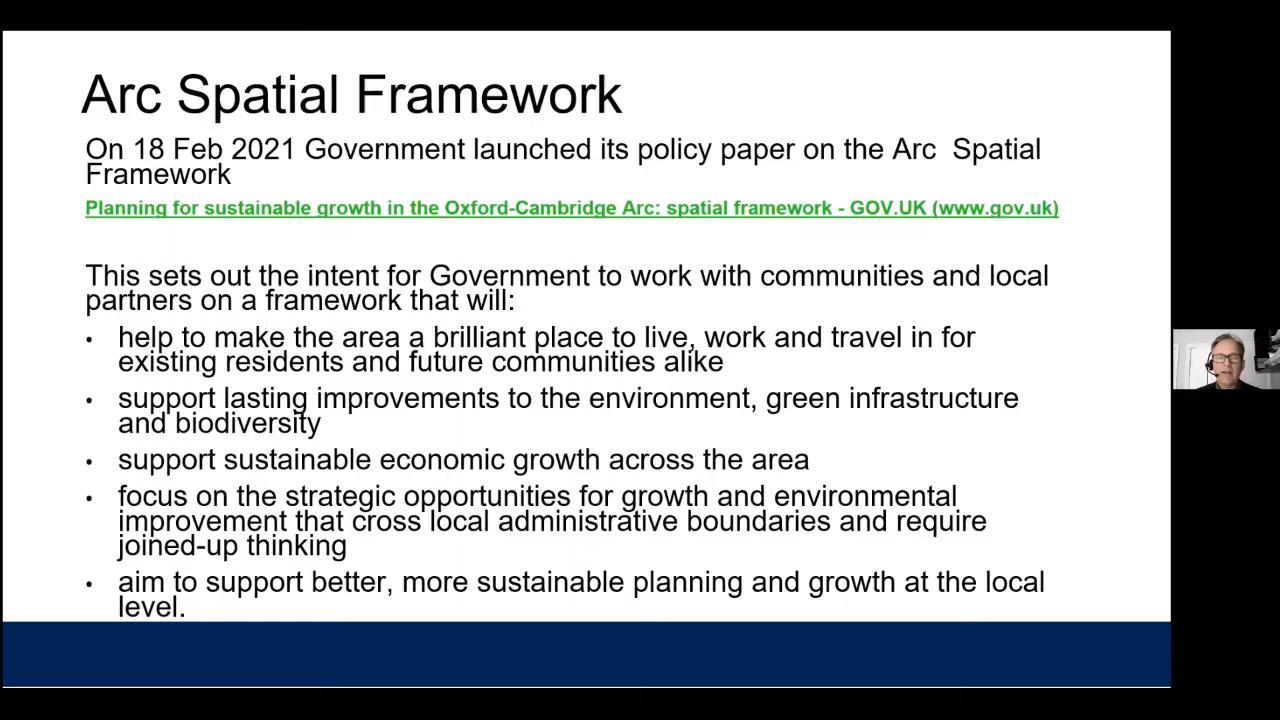 Arc Spatial Framework
On 18 Feb 2021 Government launched its policy paper on the Arc  Spatial
Framework
Planning for sustainable growth in the Oxford-Cambridge Arc: spatial framework - GOV.UK (www.gov.uk)
This sets out the intent for Government to work with communities and local
partners on a framework that will:
• help to make the area a brilliant place to live, work and travel in for
existing residents and future communities alike
• support lasting improvements to the environment, green infrastructure
and biodiversity
• support sustainable economic growth across the area
• focus on the strategic opportunities for growth and environmental
improvement that cross local administrative boundaries and require
joined-up thinking
• aim to support better, more sustainable planning and growth at the local
level.